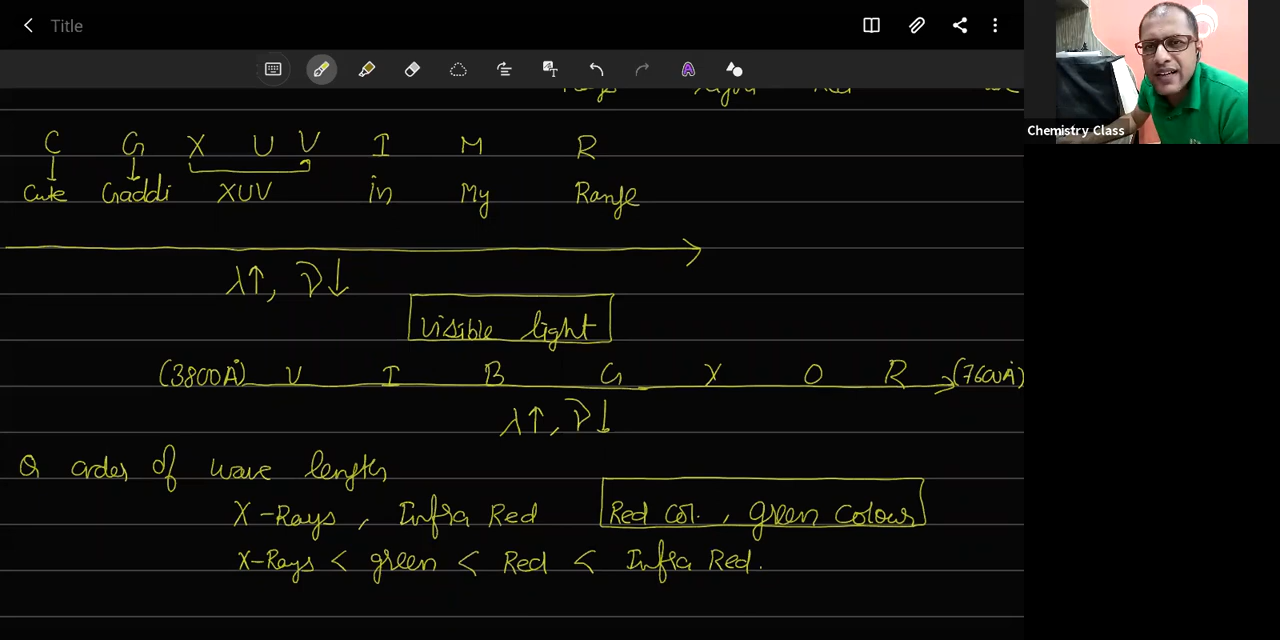 Title
Chemistry Class
C G X U V I M R
Cute Gaddi XUV in My Range
λ↑, ν̄↓
Visible light
(3800Å) V I B G Y O R (7600Å)
λ↑, ν̄↓
Q order of wave length
X-Rays, Infra Red Red col., green colour
X-Rays < green < Red < Infra Red.